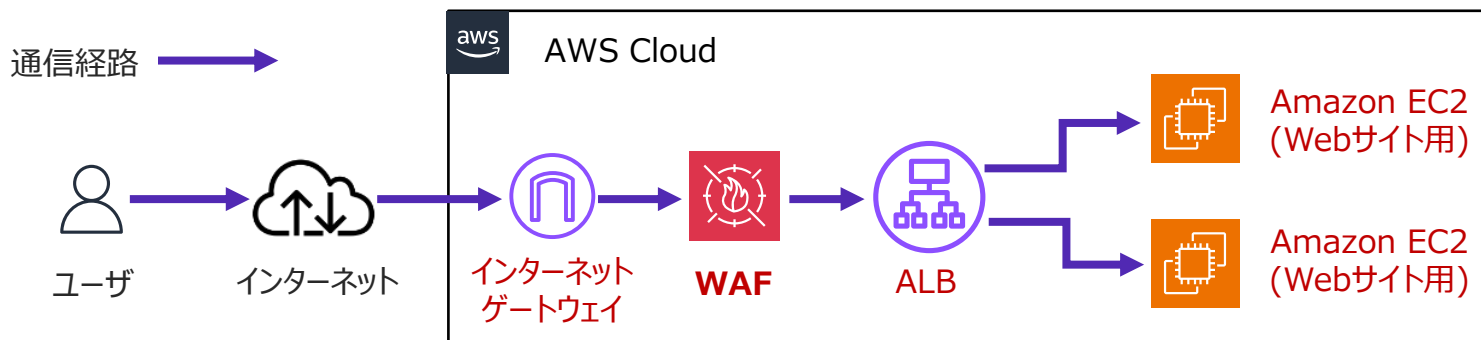 通信経路
aws
AWS Cloud
ユーザ
インターネット
インターネット
ゲートウェイ
WAF
ALB
Amazon EC2
(Webサイト用)
Amazon EC2
(Webサイト用)